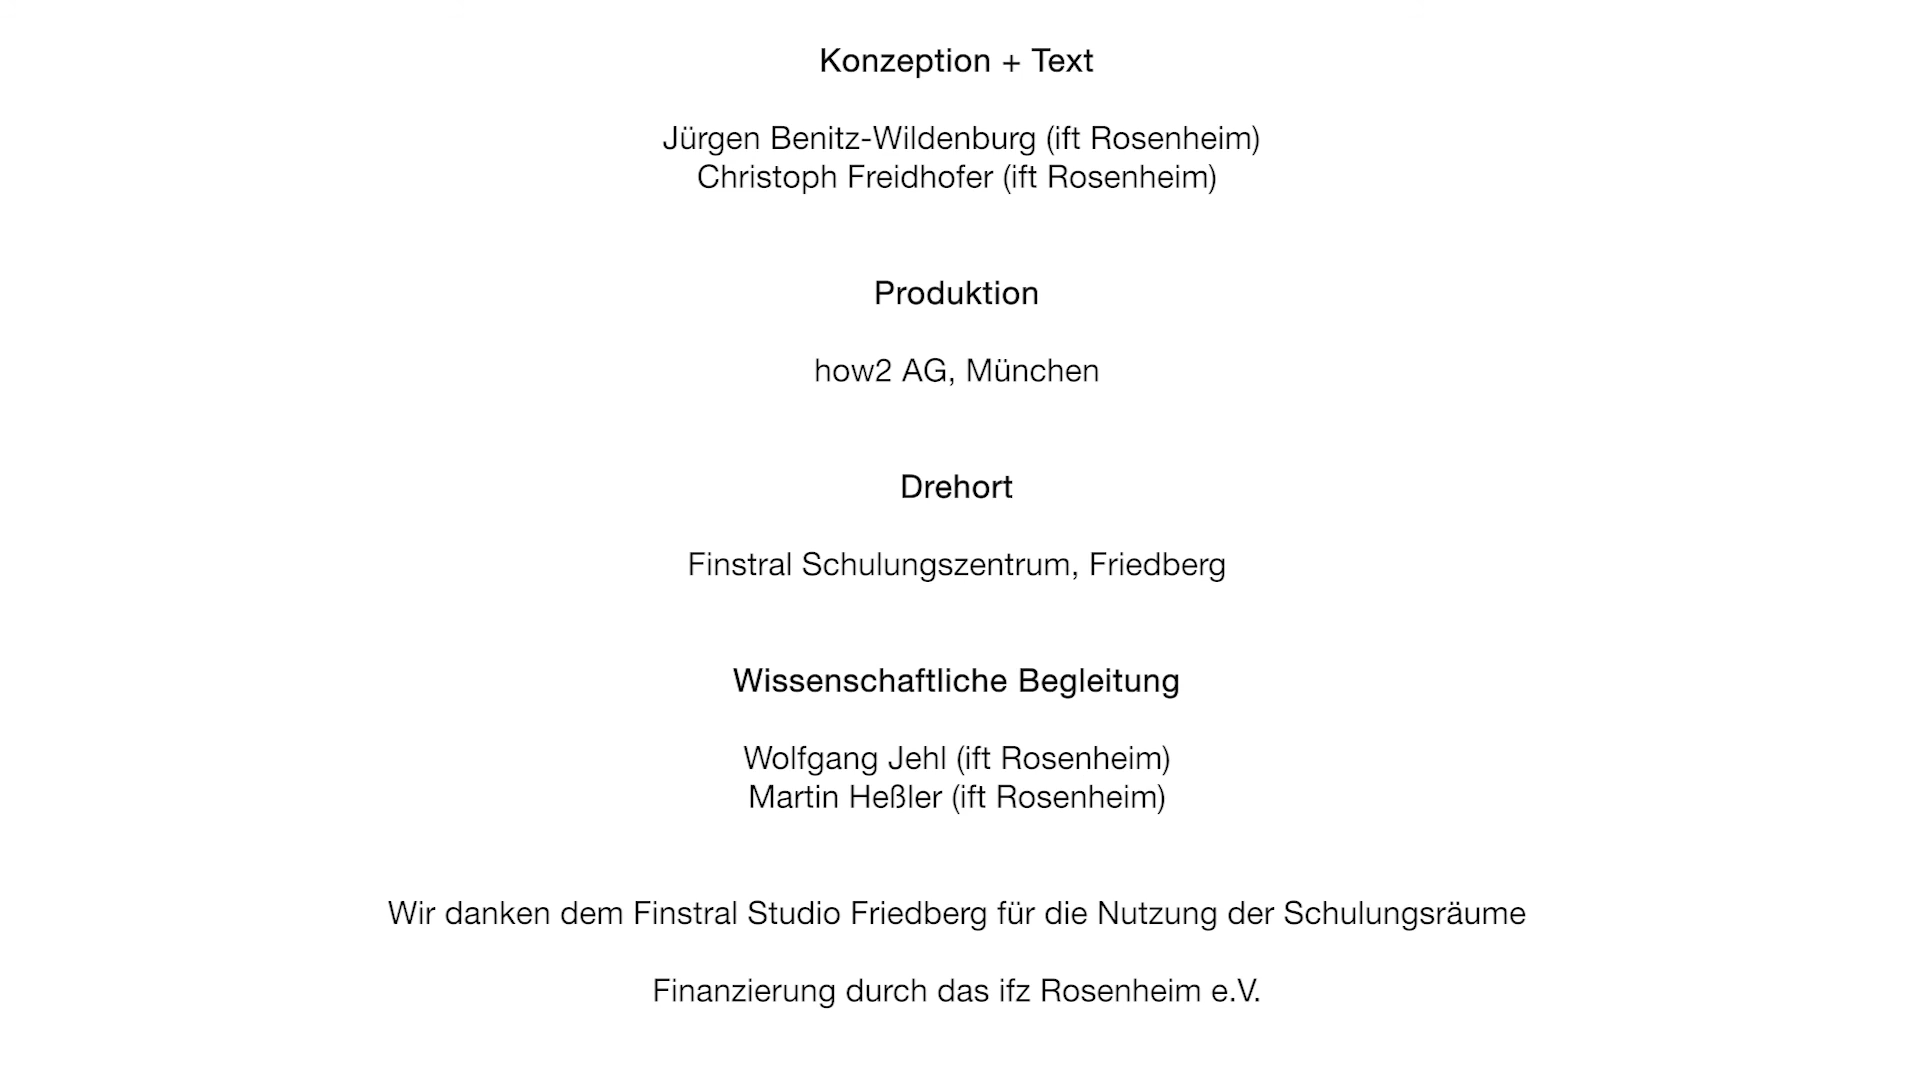 Konzeption + Text
Jürgen Benitz-Wildenburg (ift Rosenheim)
Christoph Freidhofer (ift Rosenheim)
Produktion
how2 AG, München
Drehort
Finstral Schulungszentrum, Friedberg
Wissenschaftliche Begleitung
Wolfgang Jehl (ift Rosenheim)
Martin Heßler (ift Rosenheim)
Wir danken dem Finstral Studio Friedberg für die Nutzung der Schulungsräume
Finanzierung durch das ifz Rosenheim e.V.